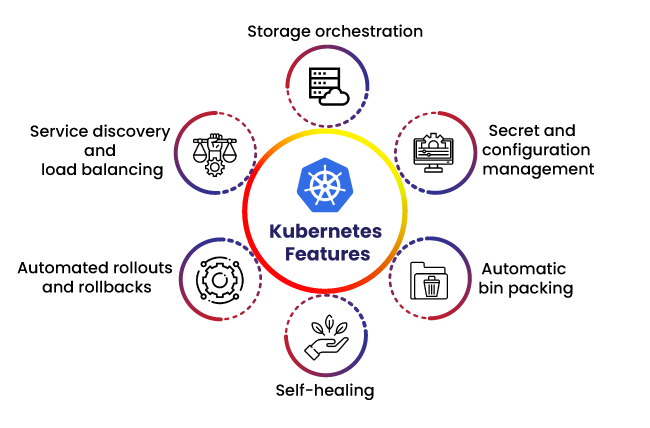 Storage orchestration
Service discovery
and
load balancing
Secret and
configuration
management
Kubernetes
Features
Automated rollouts
and rollbacks
Automatic
bin packing
Self-healing